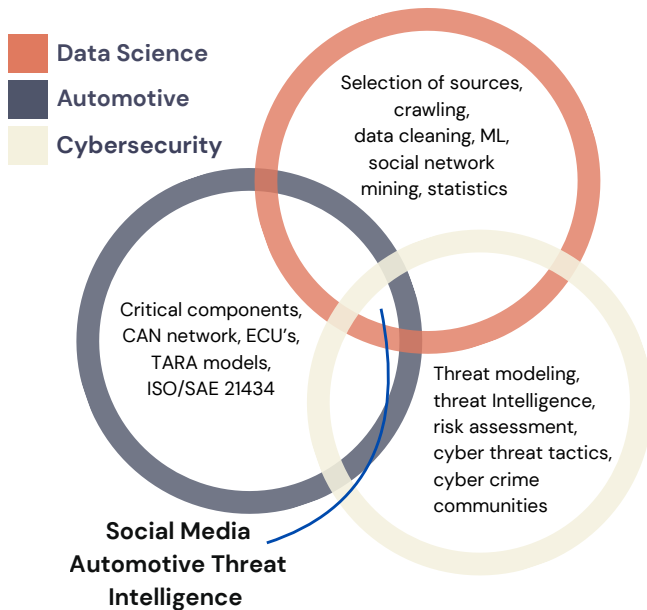 Data Science
Automotive
Cybersecurity
Selection of sources,
crawling,
data cleaning, ML,
social network
mining, statistics
Critical components,
CAN network, ECU's,
TARA models,
ISO/SAE 21434
Threat modeling,
threat Intelligence,
risk assessment,
cyber threat tactics,
cyber crime
communities
Social Media
Automotive Threat
Intelligence